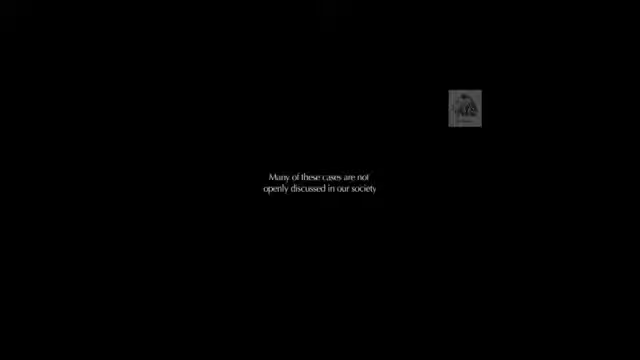 Many of these cases are not
openly discussed in our society